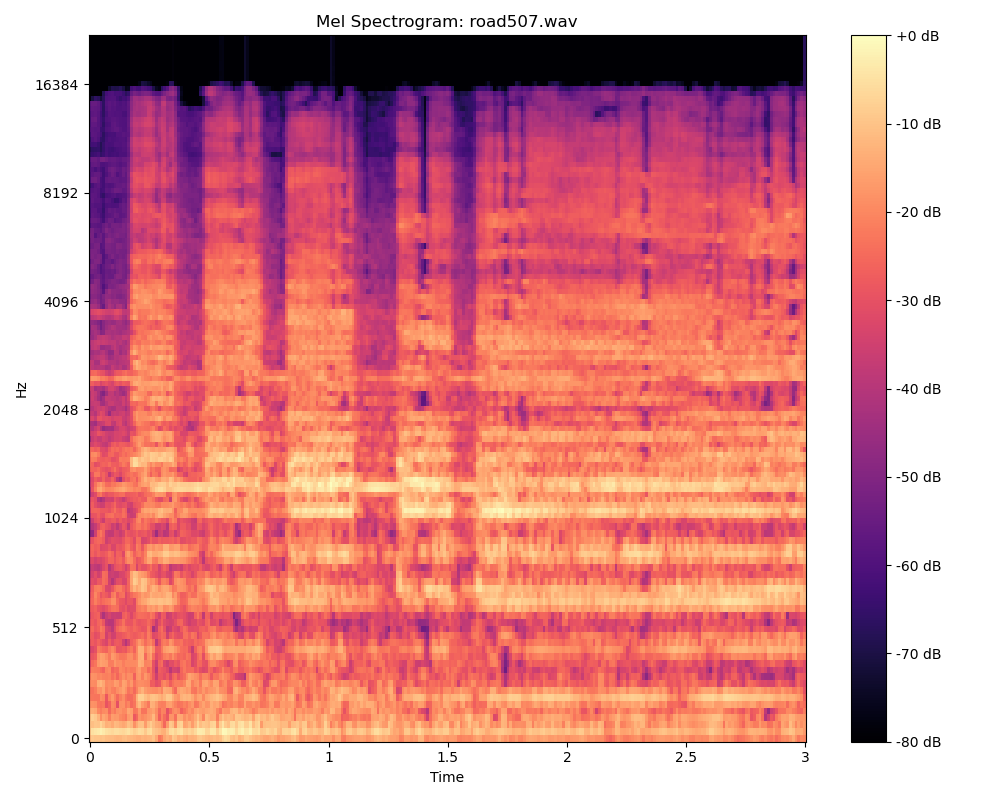 Mel Spectrogram: road507.wav
+0 dB
16384
-10 dB
8192
-20 dB
4096
-30 dB
Hz
2048
-40 dB
-50 dB
1024
-60 dB
512
-70 dB
0
-80 dB
0 0.5 1 1.5 2 2.5 3
Time